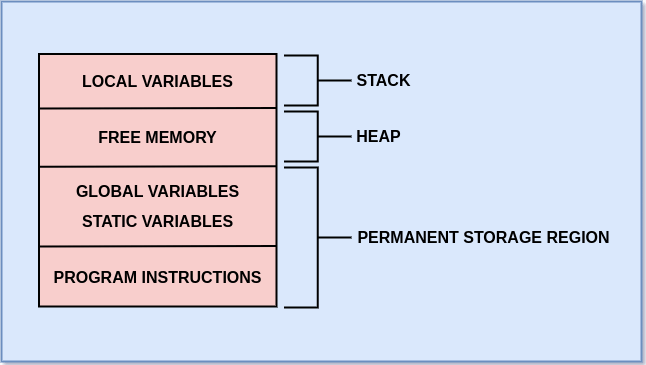 LOCAL VARIABLES
STACK
FREE MEMORY
HEAP
GLOBAL VARIABLES
STATIC VARIABLES
PERMANENT STORAGE REGION
PROGRAM INSTRUCTIONS